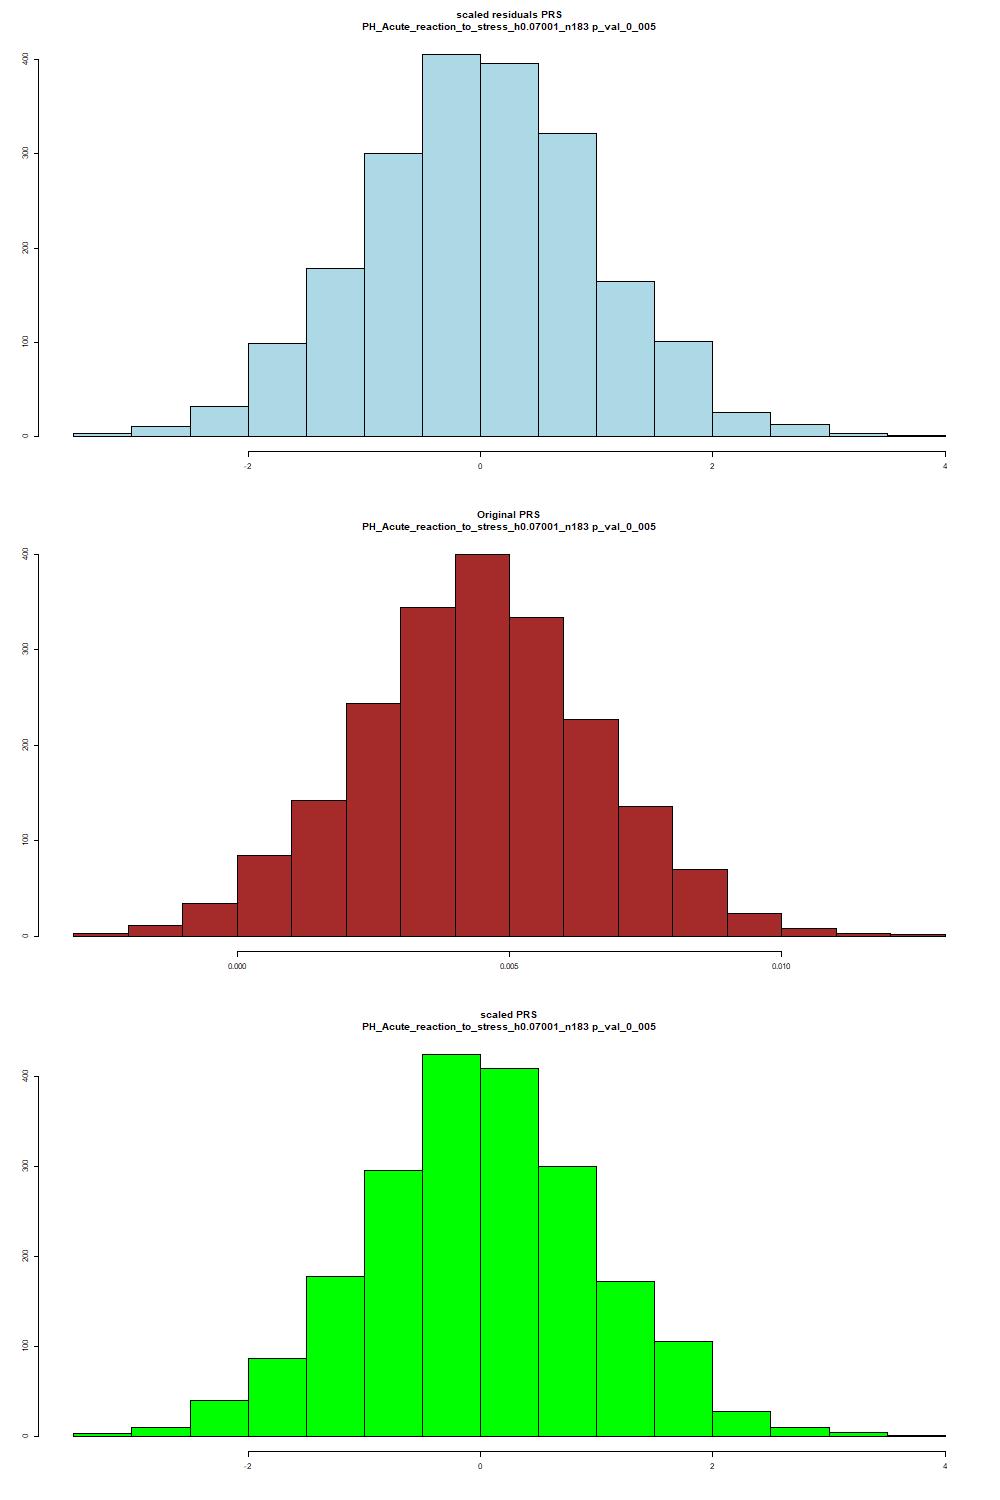 scaled residuals PRS
PH_Acute_reaction_to_stress_h0.07001_n183 p_val_0_005
400
300
200
100
0
-2 0 2 4
Original PRS
PH_Acute_reaction_to_stress_h0.07001_n183 p_val_0_005
400
300
200
100
0
0.000 0.005 0.010
scaled PRS
PH_Acute_reaction_to_stress_h0.07001_n183 p_val_0_005
400
300
200
100
0
-2 0 2 4